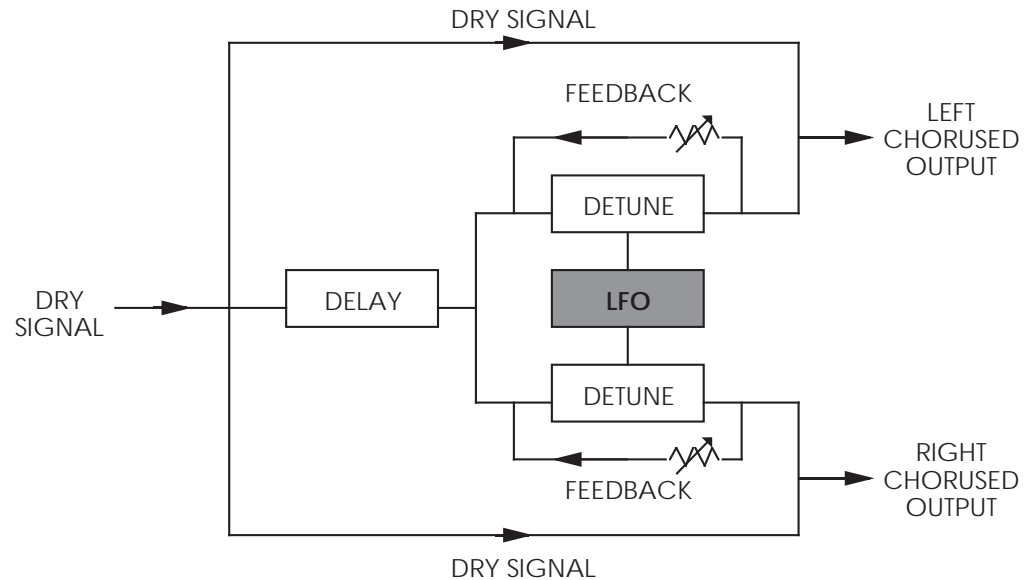 DRY SIGNAL
FEEDBACK
LEFT
CHORUSED
OUTPUT
DETUNE
DRY
SIGNAL
DELAY
LFO
DETUNE
FEEDBACK
RIGHT
CHORUSED
OUTPUT
DRY SIGNAL